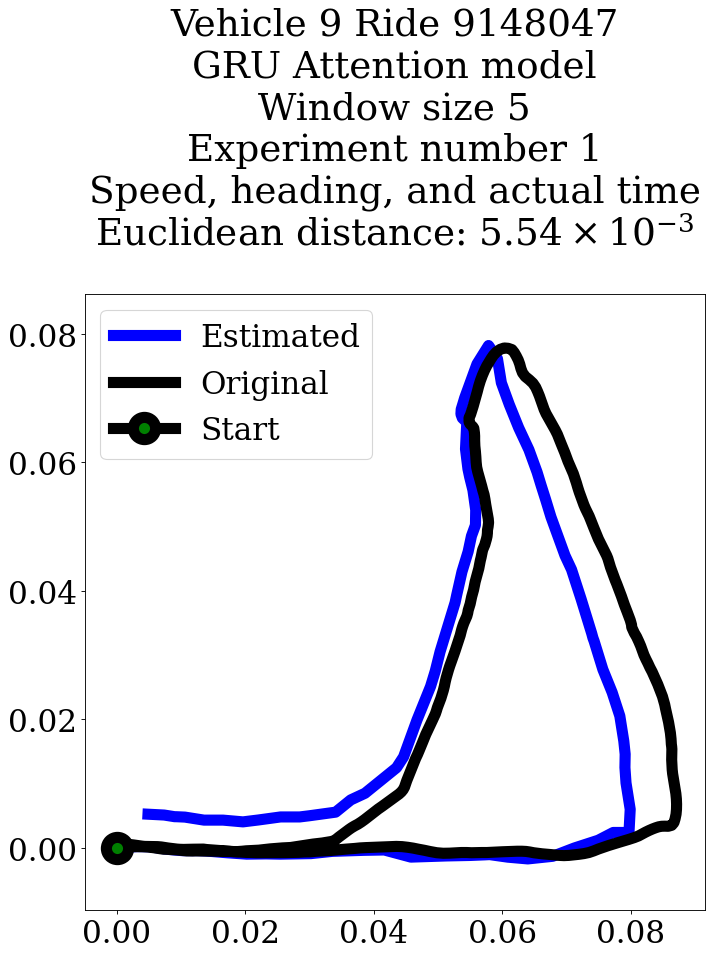 Vehicle 9 Ride 9148047
GRU Attention model
Window size 5
Experiment number 1
Speed, heading, and actual time
Euclidean distance: 5.54 × 10⁻³
Estimated
Original
Start
0.08
0.06
0.04
0.02
0.00
0.00 0.02 0.04 0.06 0.08